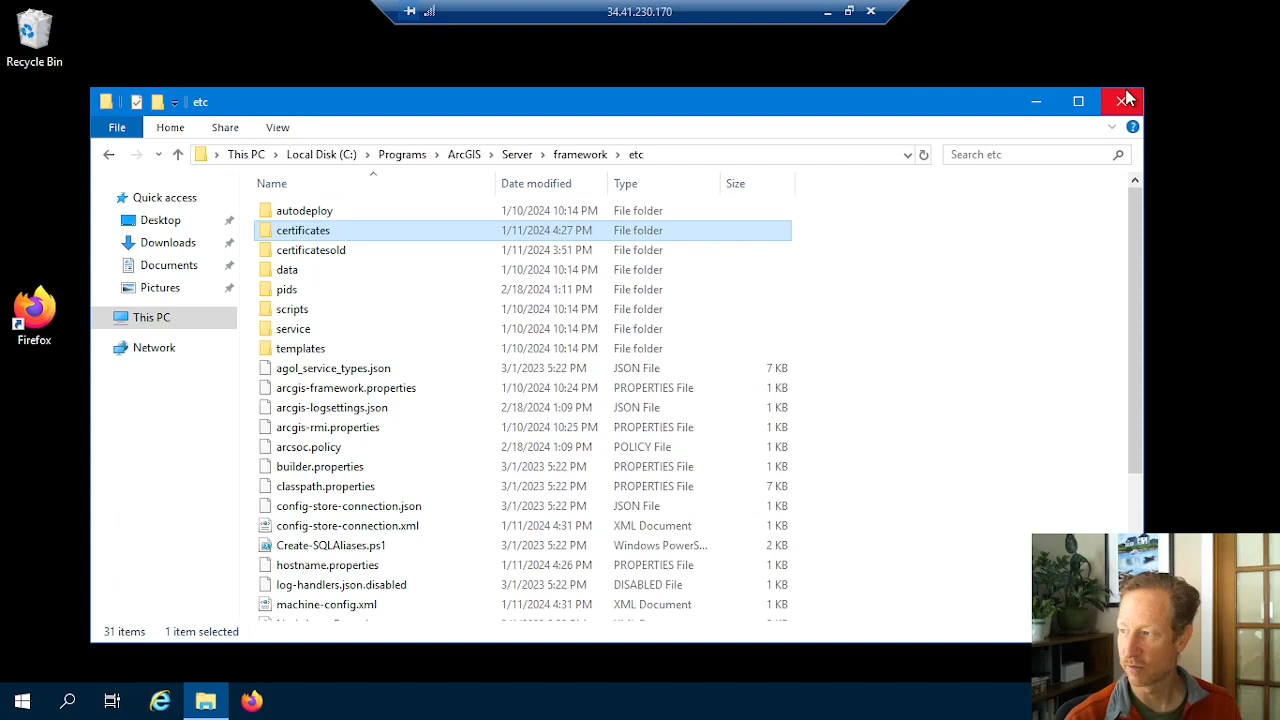 34.41.230.170
Recycle Bin
etc
File Home Share View
This PC Local Disk (C:) Programs ArcGIS Server framework etc
Search etc
Name Date modified Type Size
Quick access
Desktop
Downloads
Documents
Pictures
This PC
Network
autodeploy 1/10/2024 10:14 PM File folder
certificates 1/11/2024 4:27 PM File folder
certificatesold 1/11/2024 3:51 PM File folder
data 1/10/2024 10:14 PM File folder
pids 2/18/2024 1:11 PM File folder
scripts 1/10/2024 10:14 PM File folder
service 1/10/2024 10:14 PM File folder
templates 1/10/2024 10:14 PM File folder
agol_service_types.json 3/1/2023 5:22 PM JSON File 7 KB
arcgis-framework.properties 1/10/2024 10:24 PM PROPERTIES File 1 KB
arcgis-logsettings.json 2/18/2024 1:09 PM JSON File 1 KB
arcgis-rmi.properties 1/10/2024 10:25 PM PROPERTIES File 1 KB
arcsoc.policy 2/18/2024 1:09 PM POLICY File 1 KB
builder.properties 3/1/2023 5:22 PM PROPERTIES File 1 KB
classpath.properties 3/1/2023 5:22 PM PROPERTIES File 7 KB
config-store-connection.json 3/1/2023 5:22 PM JSON File 1 KB
config-store-connection.xml 1/11/2024 4:31 PM XML Document 1 KB
Create-SQLAliases.ps1 3/1/2023 5:22 PM Windows PowerS... 2 KB
hostname.properties 1/11/2024 4:26 PM PROPERTIES File 1 KB
log-handlers.json.disabled 3/1/2023 5:22 PM DISABLED File 1 KB
machine-config.xml 1/11/2024 4:31 PM XML Document 1 KB
31 items 1 item selected
Firefox